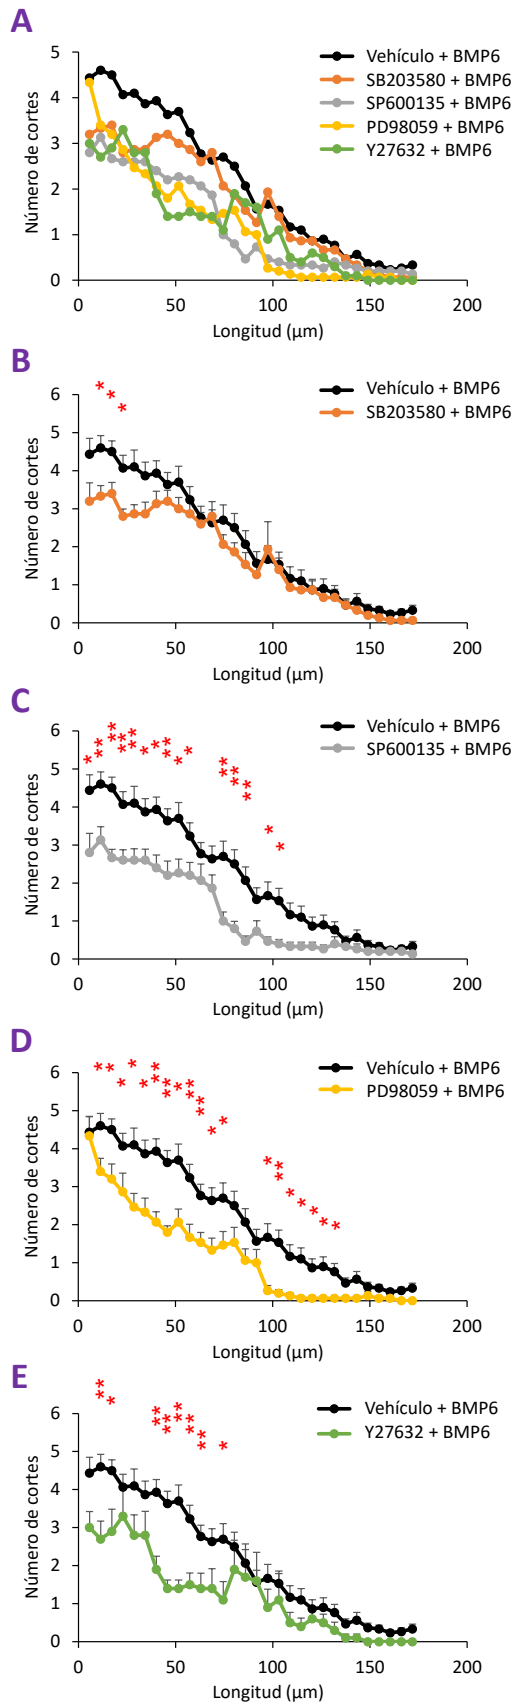 A
Número de cortes
5
4
3
2
1
0
0
50
100
150
200
Longitud (μm)
Vehículo + BMP6
SB203580 + BMP6
SP600135 + BMP6
PD98059 + BMP6
Y27632 + BMP6
B
Número de cortes
6
5
4
3
2
1
0
0
50
100
150
200
Longitud (μm)
Vehículo + BMP6
SB203580 + BMP6
* * *
C
Número de cortes
6
5
4
3
2
1
0
0
50
100
150
200
Longitud (μm)
Vehículo + BMP6
SP600135 + BMP6
* ** ** ** ** * * ** * * ** ** ** * *
D
Número de cortes
6
5
4
3
2
1
0
0
50
100
150
200
Longitud (μm)
Vehículo + BMP6
PD98059 + BMP6
* * * * * ** ** * ** ** * * * ** * * * * *
E
Número de cortes
6
5
4
3
2
1
0
0
50
100
150
200
Longitud (μm)
Vehículo + BMP6
Y27632 + BMP6
** * ** ** ** ** ** *